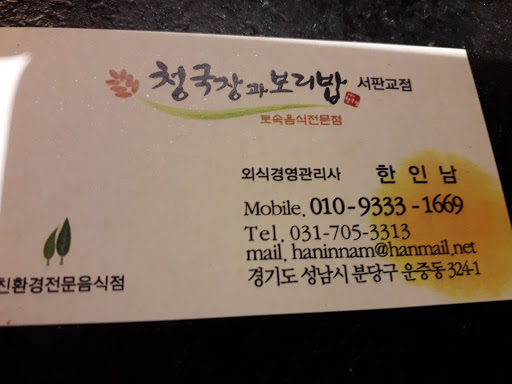 청국장과보리밥 서판교점
토속음식전문점
외식경영관리사 한인남
Mobile. 010-9333-1669
Tel. 031-705-3313
mail. haninnam@hanmail.net
경기도 성남시 분당구 운중동 324-1
친환경전문음식점